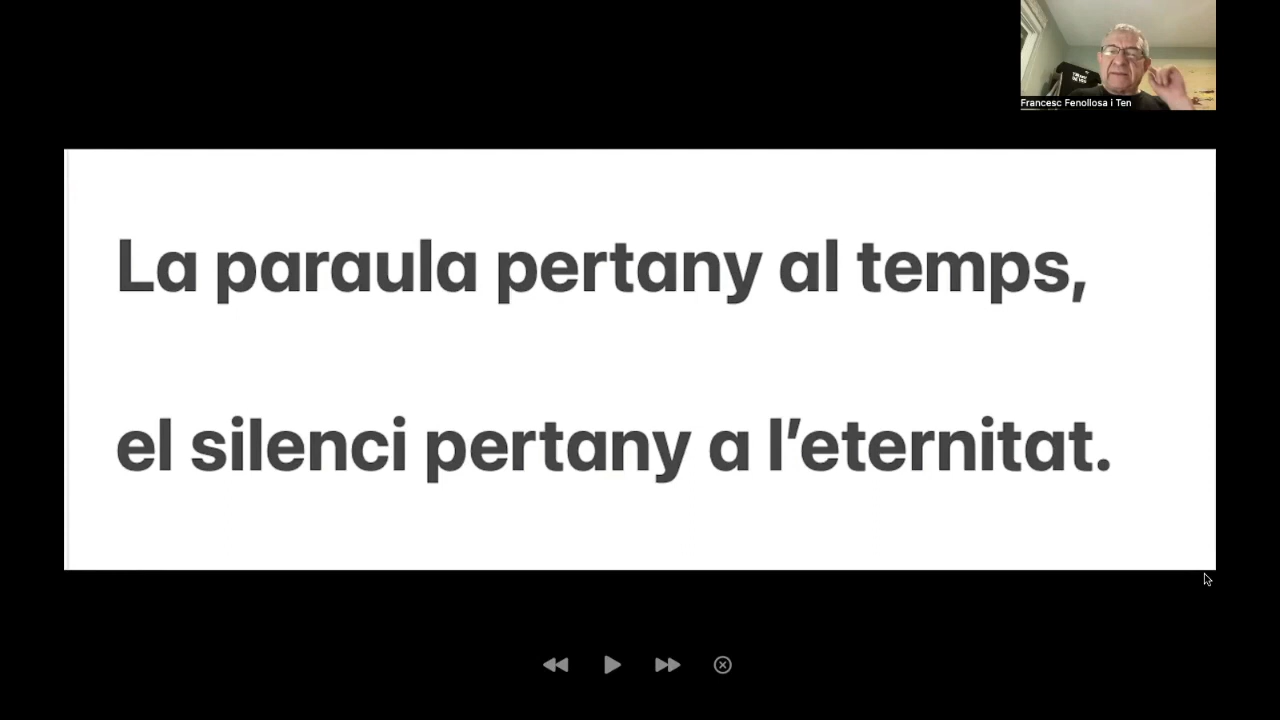 Francesc Fenollosa i Ten
La paraula pertany al temps,
el silenci pertany a l’eternitat.